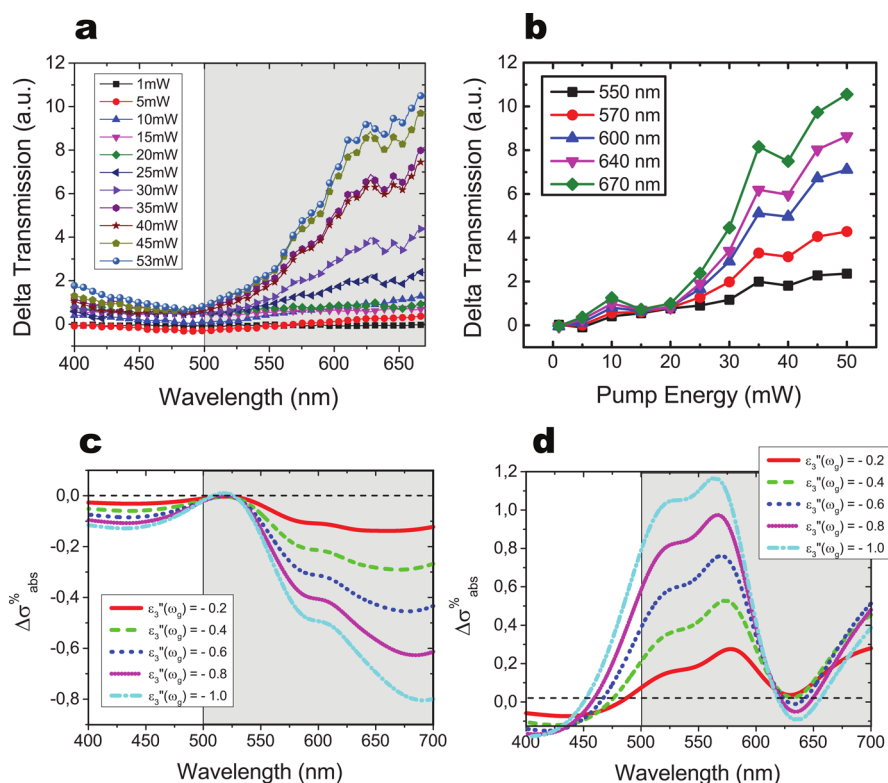 a
Delta Transmission (a.u.)
12
10
8
6
4
2
0
1mW
5mW
10mW
15mW
20mW
25mW
30mW
35mW
40mW
45mW
53mW
400 450 500 550 600 650
Wavelength (nm)
b
Delta Transmission (a.u.)
12
10
8
6
4
2
0
550 nm
570 nm
600 nm
640 nm
670 nm
0 10 20 30 40 50
Pump Energy (mW)
c
Δσ%abs
0,0
-0,2
-0,4
-0,6
-0,8
ε3"(ωg) = - 0.2
ε3"(ωg) = - 0.4
ε3"(ωg) = - 0.6
ε3"(ωg) = - 0.8
ε3"(ωg) = - 1.0
400 450 500 550 600 650 700
Wavelength (nm)
d
Δσ%abs
1,2
1,0
0,8
0,6
0,4
0,2
0,0
ε3"(ωg) = - 0.2
ε3"(ωg) = - 0.4
ε3"(ωg) = - 0.6
ε3"(ωg) = - 0.8
ε3"(ωg) = - 1.0
400 450 500 550 600 650 700
Wavelength (nm)